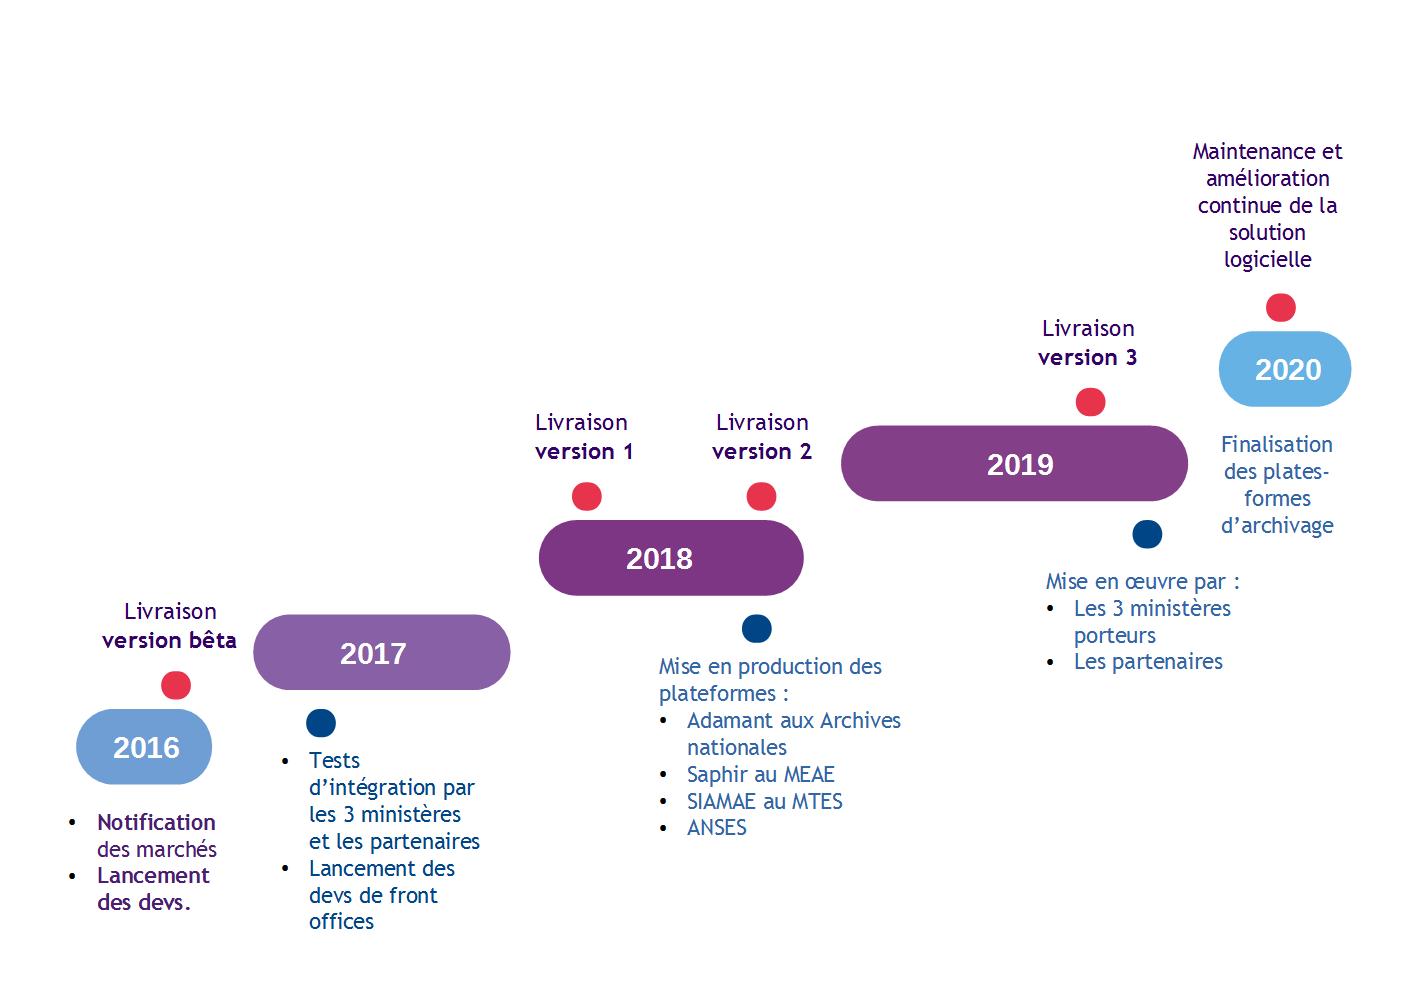 Maintenance et
amélioration
continue de la
solution
logicielle
2020
Finalisation
des plates-
formes
d’archivage
Livraison
version 3
2019
Mise en œuvre par :
• Les 3 ministères
porteurs
• Les partenaires
Livraison
version 1
Livraison
version 2
2018
Mise en production des
plateformes :
• Adamant aux Archives
nationales
• Saphir au MEAE
• SIAMAE au MTES
• ANSES
2017
• Tests
d’intégration par
les 3 ministères
et les partenaires
• Lancement des
devs de front
offices
Livraison
version bêta
2016
• Notification
des marchés
• Lancement
des devs.